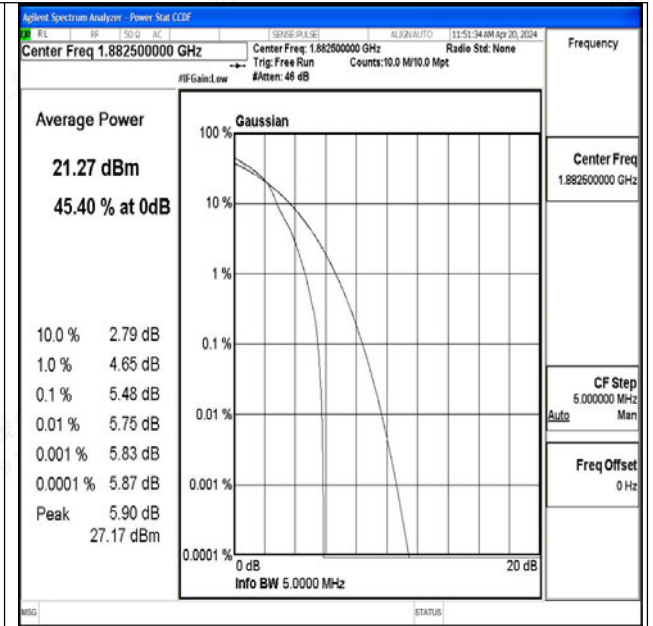 Agilent Spectrum Analyzer - Power Stat CCDF
RL RF 50 Ω AC SENSE:PULSE ALIGN AUTO 11:51:34 AM Apr 20, 2024
Center Freq 1.882500000 GHz
Center Freq: 1.882500000 GHz Radio Std: None
Trig: Free Run Counts:10.0 M/10.0 Mpt
#IFGain:Low #Atten: 46 dB
Frequency
Average Power
21.27 dBm
45.40 % at 0dB
10.0 % 2.79 dB
1.0 % 4.65 dB
0.1 % 5.48 dB
0.01 % 5.75 dB
0.001 % 5.83 dB
0.0001 % 5.87 dB
Peak 5.90 dB
27.17 dBm
Gaussian
100 %
10 %
1 %
0.1 %
0.01 %
0.001 %
0.0001 %
0 dB 20 dB
Info BW 5.0000 MHz
Center Freq
1.882500000 GHz
CF Step
5.000000 MHz
Auto Man
Freq Offset
0 Hz
MSG STATUS